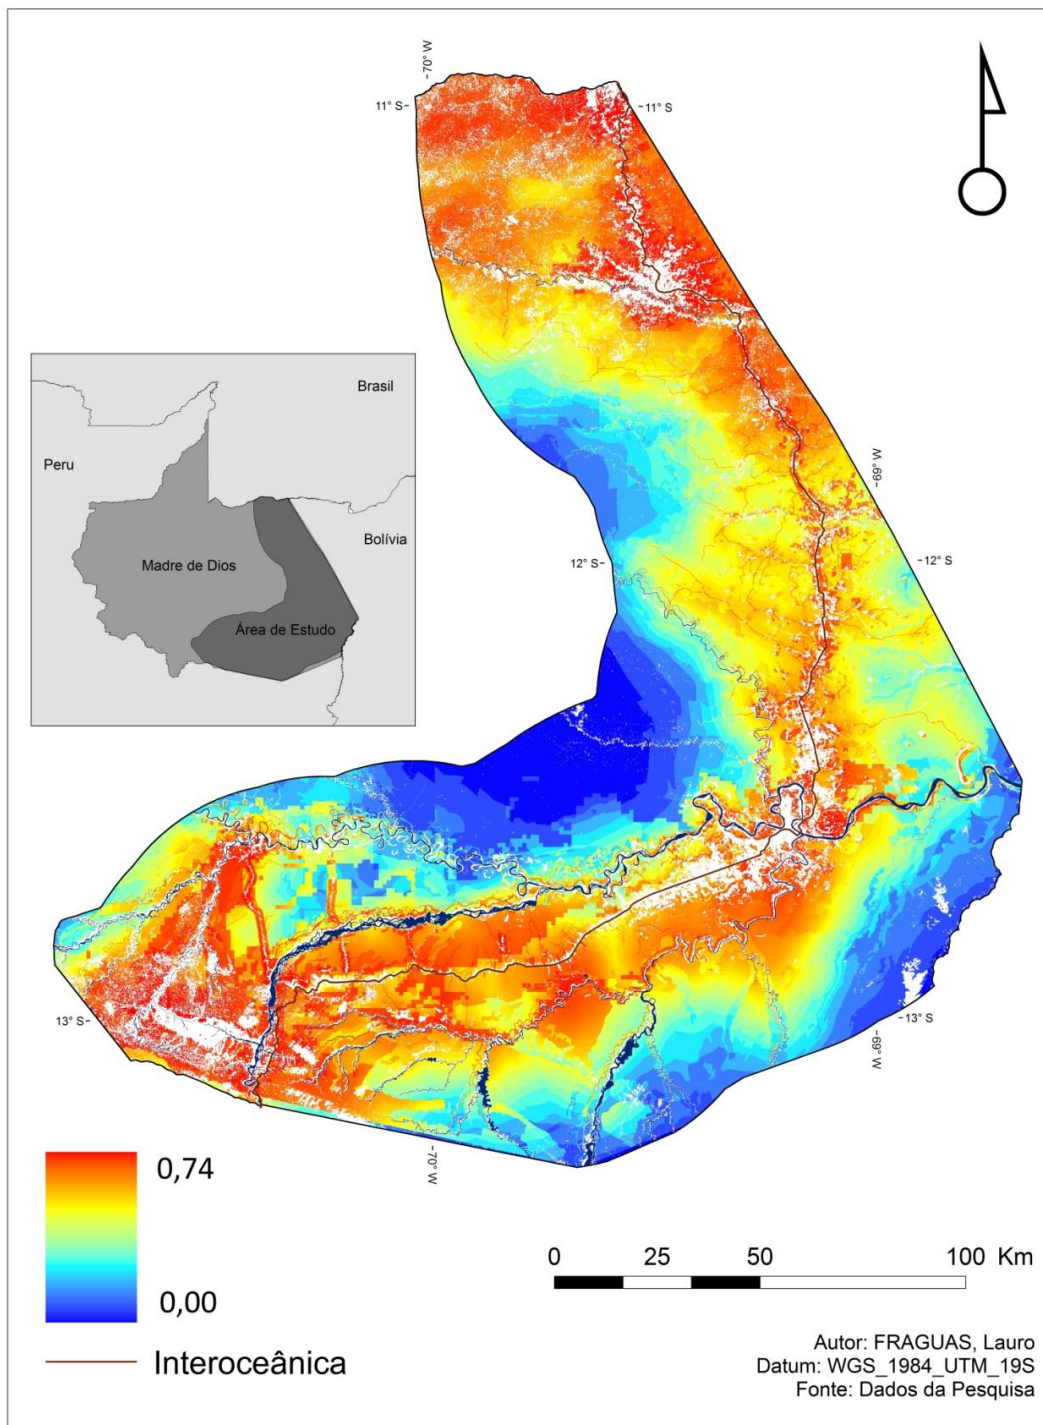 70° W
11° S
11° S
Brasil
Peru
69° W
Bolívia
12° S
12° S
Madre de Dios
Área de Estudo
13° S
13° S
69° W
70° W
0,74
0,00
Interoceânica
0 25 50 100 Km
Autor: FRAGUAS, Lauro
Datum: WGS_1984_UTM_19S
Fonte: Dados da Pesquisa